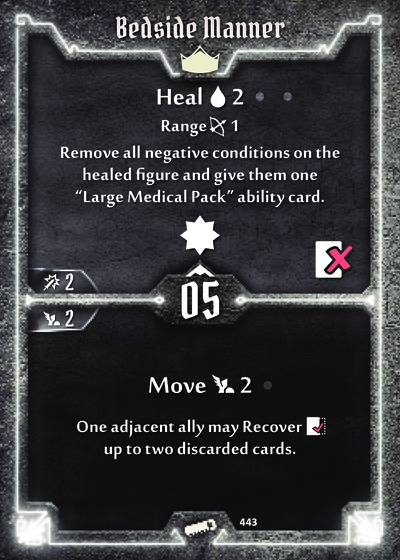 Bedside Manner
Heal 2
Range 1
Remove all negative conditions on the
healed figure and give them one
“Large Medical Pack” ability card.
2
05
2
Move 2
One adjacent ally may Recover
up to two discarded cards.
443